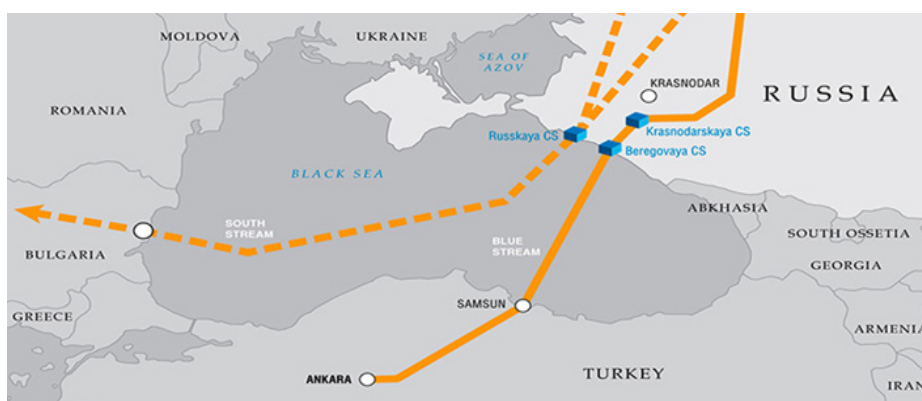 MOLDOVA
UKRAINE
SEA OF
AZOV
KRASNODAR
RUSSIA
ROMANIA
Russkaya CS
Krasnodarskaya CS
Beregovaya CS
BLACK SEA
ABKHASIA
SOUTH
STREAM
BLUE
STREAM
SOUTH OSSETIA
BULGARIA
GEORGIA
SAMSUN
GREECE
ARMENIA
ANKARA
TURKEY
IRAN